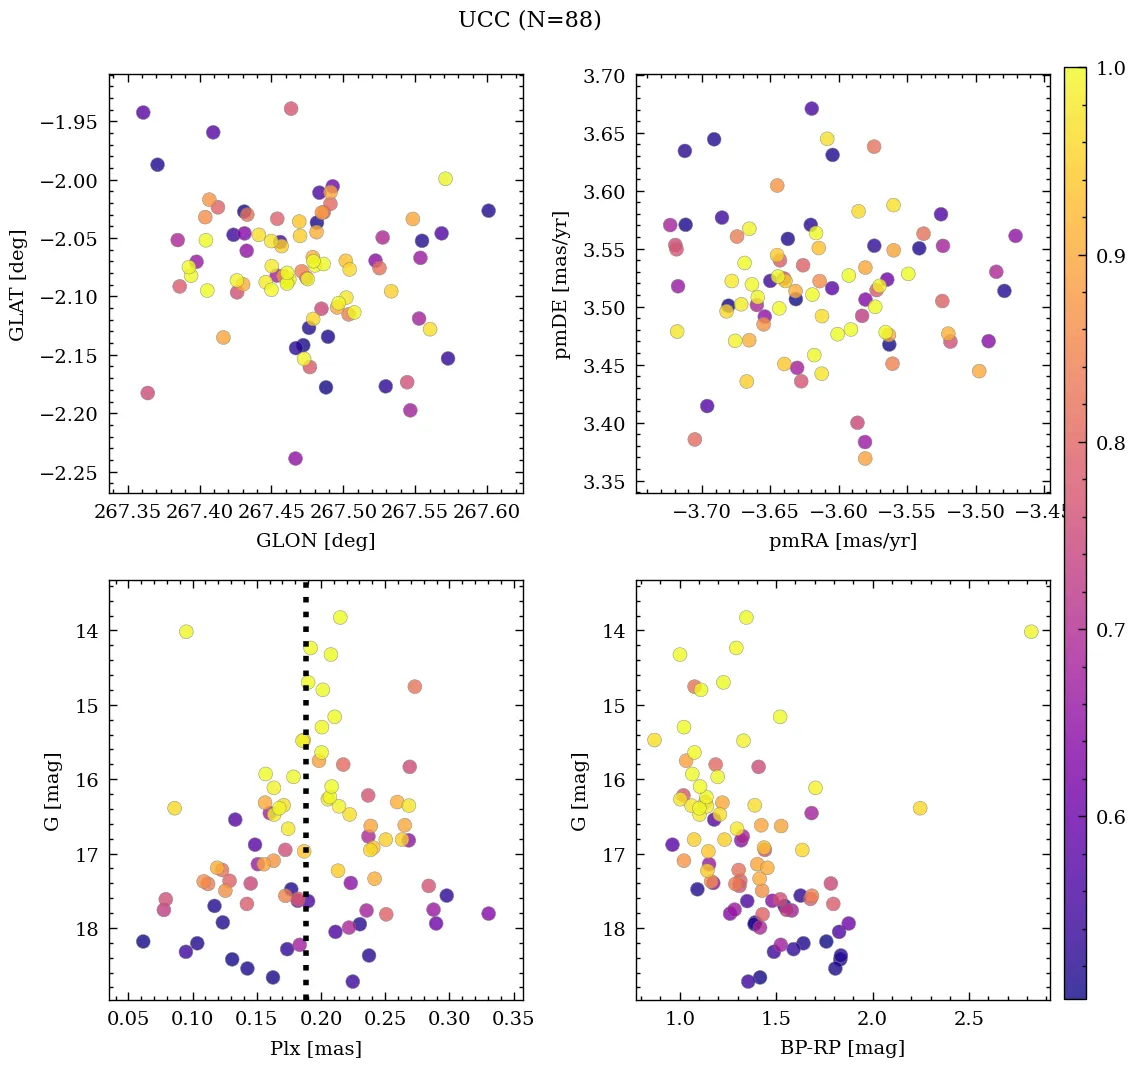 UCC (N=88)
−1.95
−2.00
−2.05
−2.10
−2.15
−2.20
−2.25
GLAT [deg]
267.35 267.40 267.45 267.50 267.55 267.60
GLON [deg]
3.70
3.65
3.60
3.55
3.50
3.45
3.40
3.35
pmDE [mas/yr]
−3.70 −3.65 −3.60 −3.55 −3.50 −3.45
pmRA [mas/yr]
14
15
16
17
18
G [mag]
0.05 0.10 0.15 0.20 0.25 0.30 0.35
Plx [mas]
14
15
16
17
18
G [mag]
1.0 1.5 2.0 2.5
BP-RP [mag]
1.0
0.9
0.8
0.7
0.6